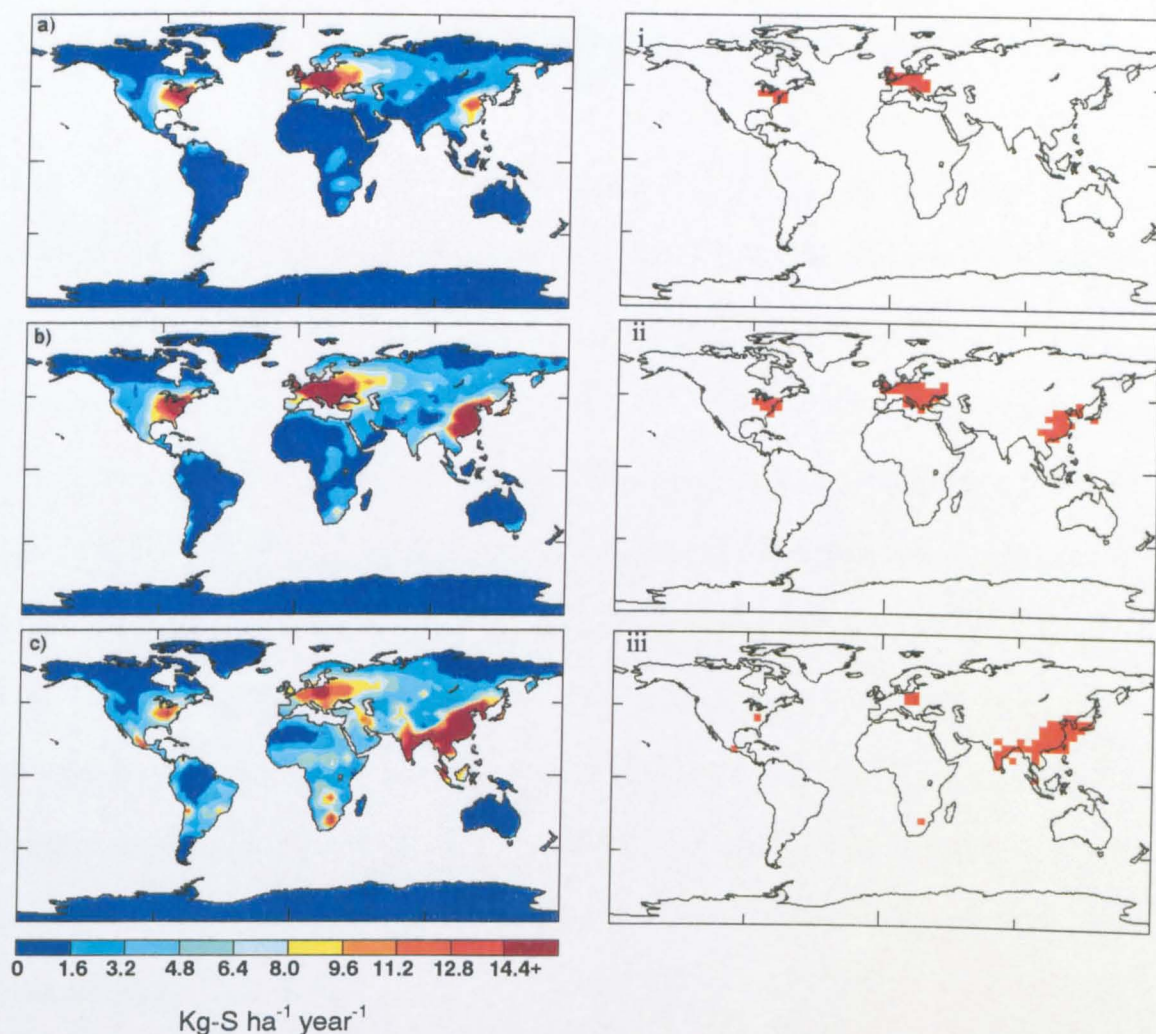 a)
i
b)
ii
c)
iii
0 1.6 3.2 4.8 6.4 8.0 9.6 11.2 12.8 14.4+
Kg-S ha⁻¹ year⁻¹